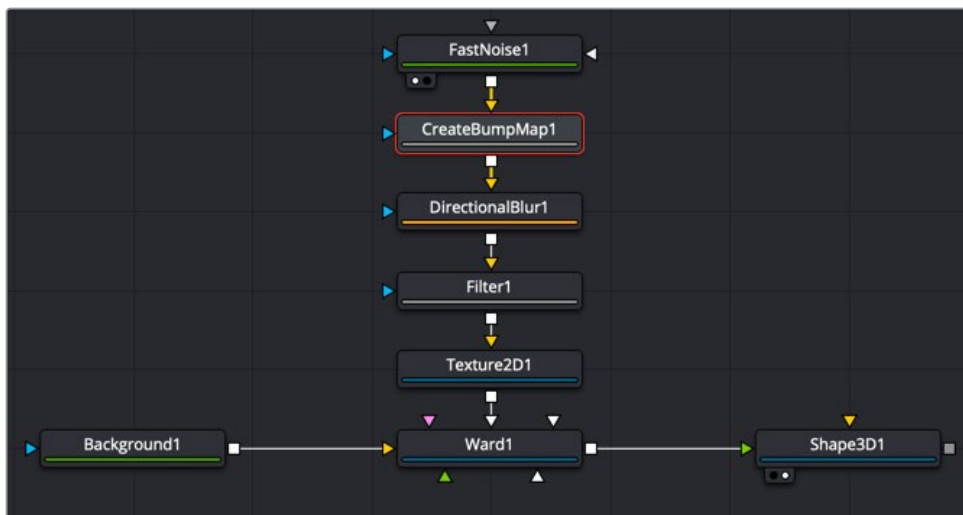 FastNoise1
CreateBumpMap1
DirectionalBlur1
Filter1
Texture2D1
Background1
Ward1
Shape3D1